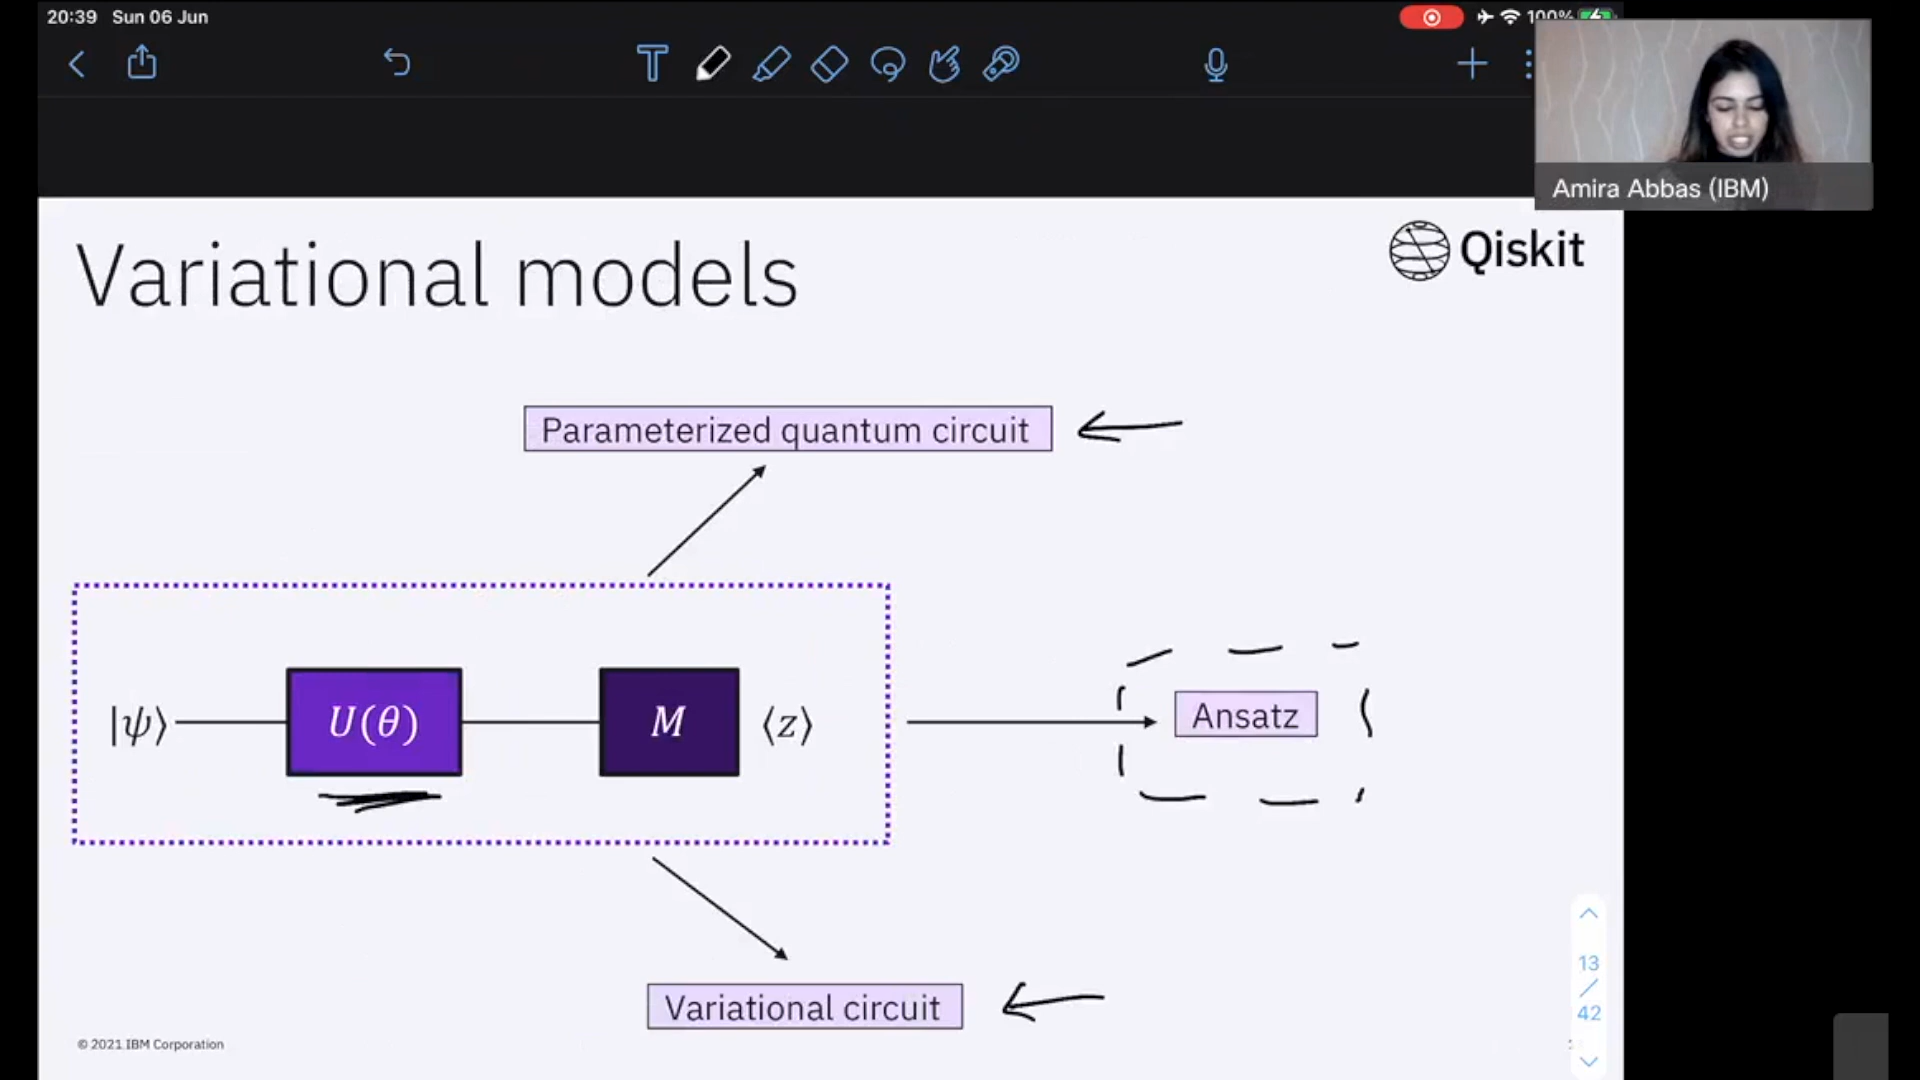 20:39 Sun 06 Jun
100%
Amira Abbas (IBM)
Qiskit
Variational models
Parameterized quantum circuit
|ψ⟩ U(θ) M ⟨z⟩
Ansatz
Variational circuit
13
/
42
© 2021 IBM Corporation